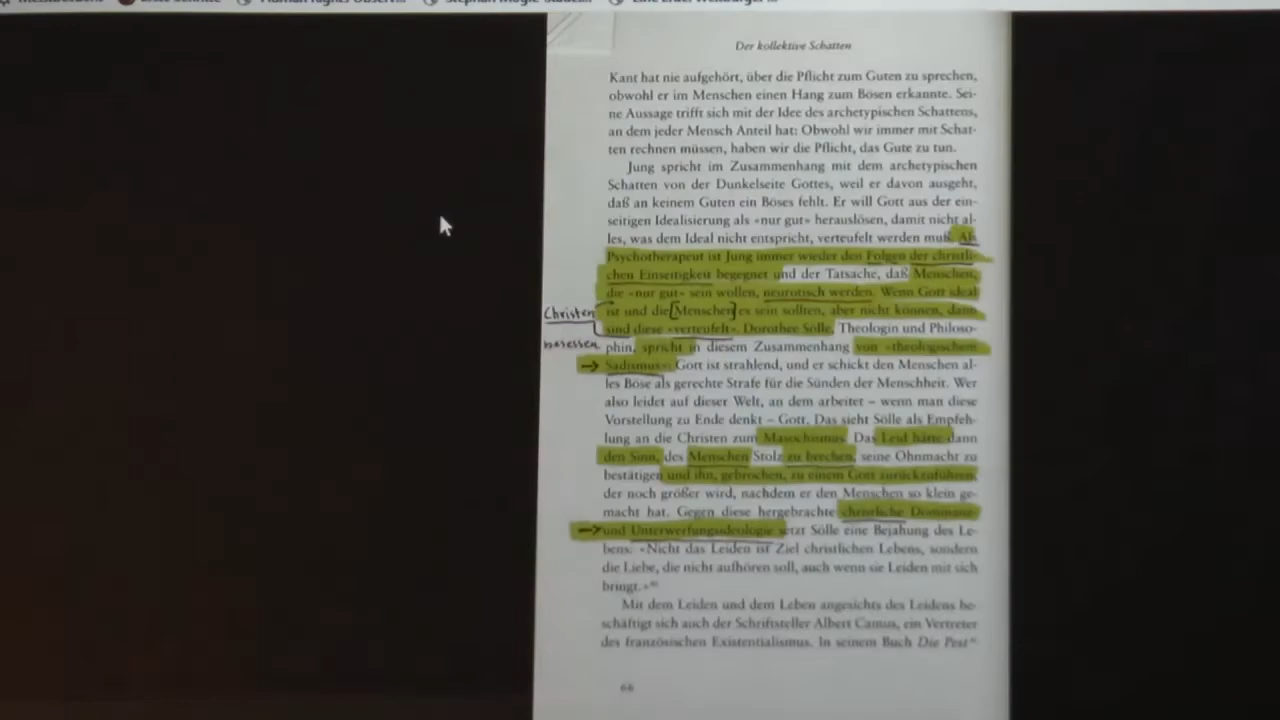 Der kollektive Schatten
Kant hat nie aufgehört, über die Pflicht zum Guten zu sprechen,
obwohl er im Menschen einen Hang zum Bösen erkannte. Sei-
ne Aussage trifft sich mit der Idee des archetypischen Schattens,
an dem jeder Mensch Anteil hat: Obwohl wir immer mit Schat-
ten rechnen müssen, haben wir die Pflicht, das Gute zu tun.
Jung spricht im Zusammenhang mit dem archetypischen
Schatten von der Dunkelseite Gottes, weil er davon ausgeht,
daß an keinem Guten ein Böses fehlt. Er will Gott aus der ein-
seitigen Idealisierung als »nur gut« herauslösen, damit nicht al-
les, was dem Ideal nicht entspricht, verteufelt werden muß. Als
Psychotherapeut ist Jung immer wieder den Folgen der christli-
chen Einseitigkeit begegnet und der Tatsache, daß Menschen,
die »nur gut« sein wollen, neurotisch werden. Wenn Gott ideal
Christen
ist und die [Menschen] es sein sollten, aber nicht können, dann
sind diese »verteufelt«. Dorothee Sölle, Theologin und Philoso-
besessen
phin, spricht in diesem Zusammenhang von »theologischem
→ Sadismus«: Gott ist strahlend, und er schickt den Menschen al-
les Böse als gerechte Strafe für die Sünden der Menschheit. Wer
also leidet auf dieser Welt, an dem arbeitet – wenn man diese
Vorstellung zu Ende denkt – Gott. Das sieht Sölle als Empfeh-
lung an die Christen zum Masochismus. Das Leid hätte dann
den Sinn, des Menschen Stolz zu brechen, seine Ohnmacht zu
bestätigen und ihn, gebrochen, zu einem Gott zurückzuführen,
der noch größer wird, nachdem er den Menschen so klein ge-
macht hat. Gegen diese hergebrachte christliche Dominanz-
→ und Unterwerfungsideologie setzt Sölle eine Bejahung des Le-
bens: »Nicht das Leiden ist Ziel christlichen Lebens, sondern
die Liebe, die nicht aufhören soll, auch wenn sie Leiden mit sich
bringt.«
Mit dem Leiden und dem Leben angesichts des Leidens be-
schäftigt sich auch der Schriftsteller Albert Camus, ein Vertreter
des französischen Existentialismus. In seinem Buch Die Pest
66